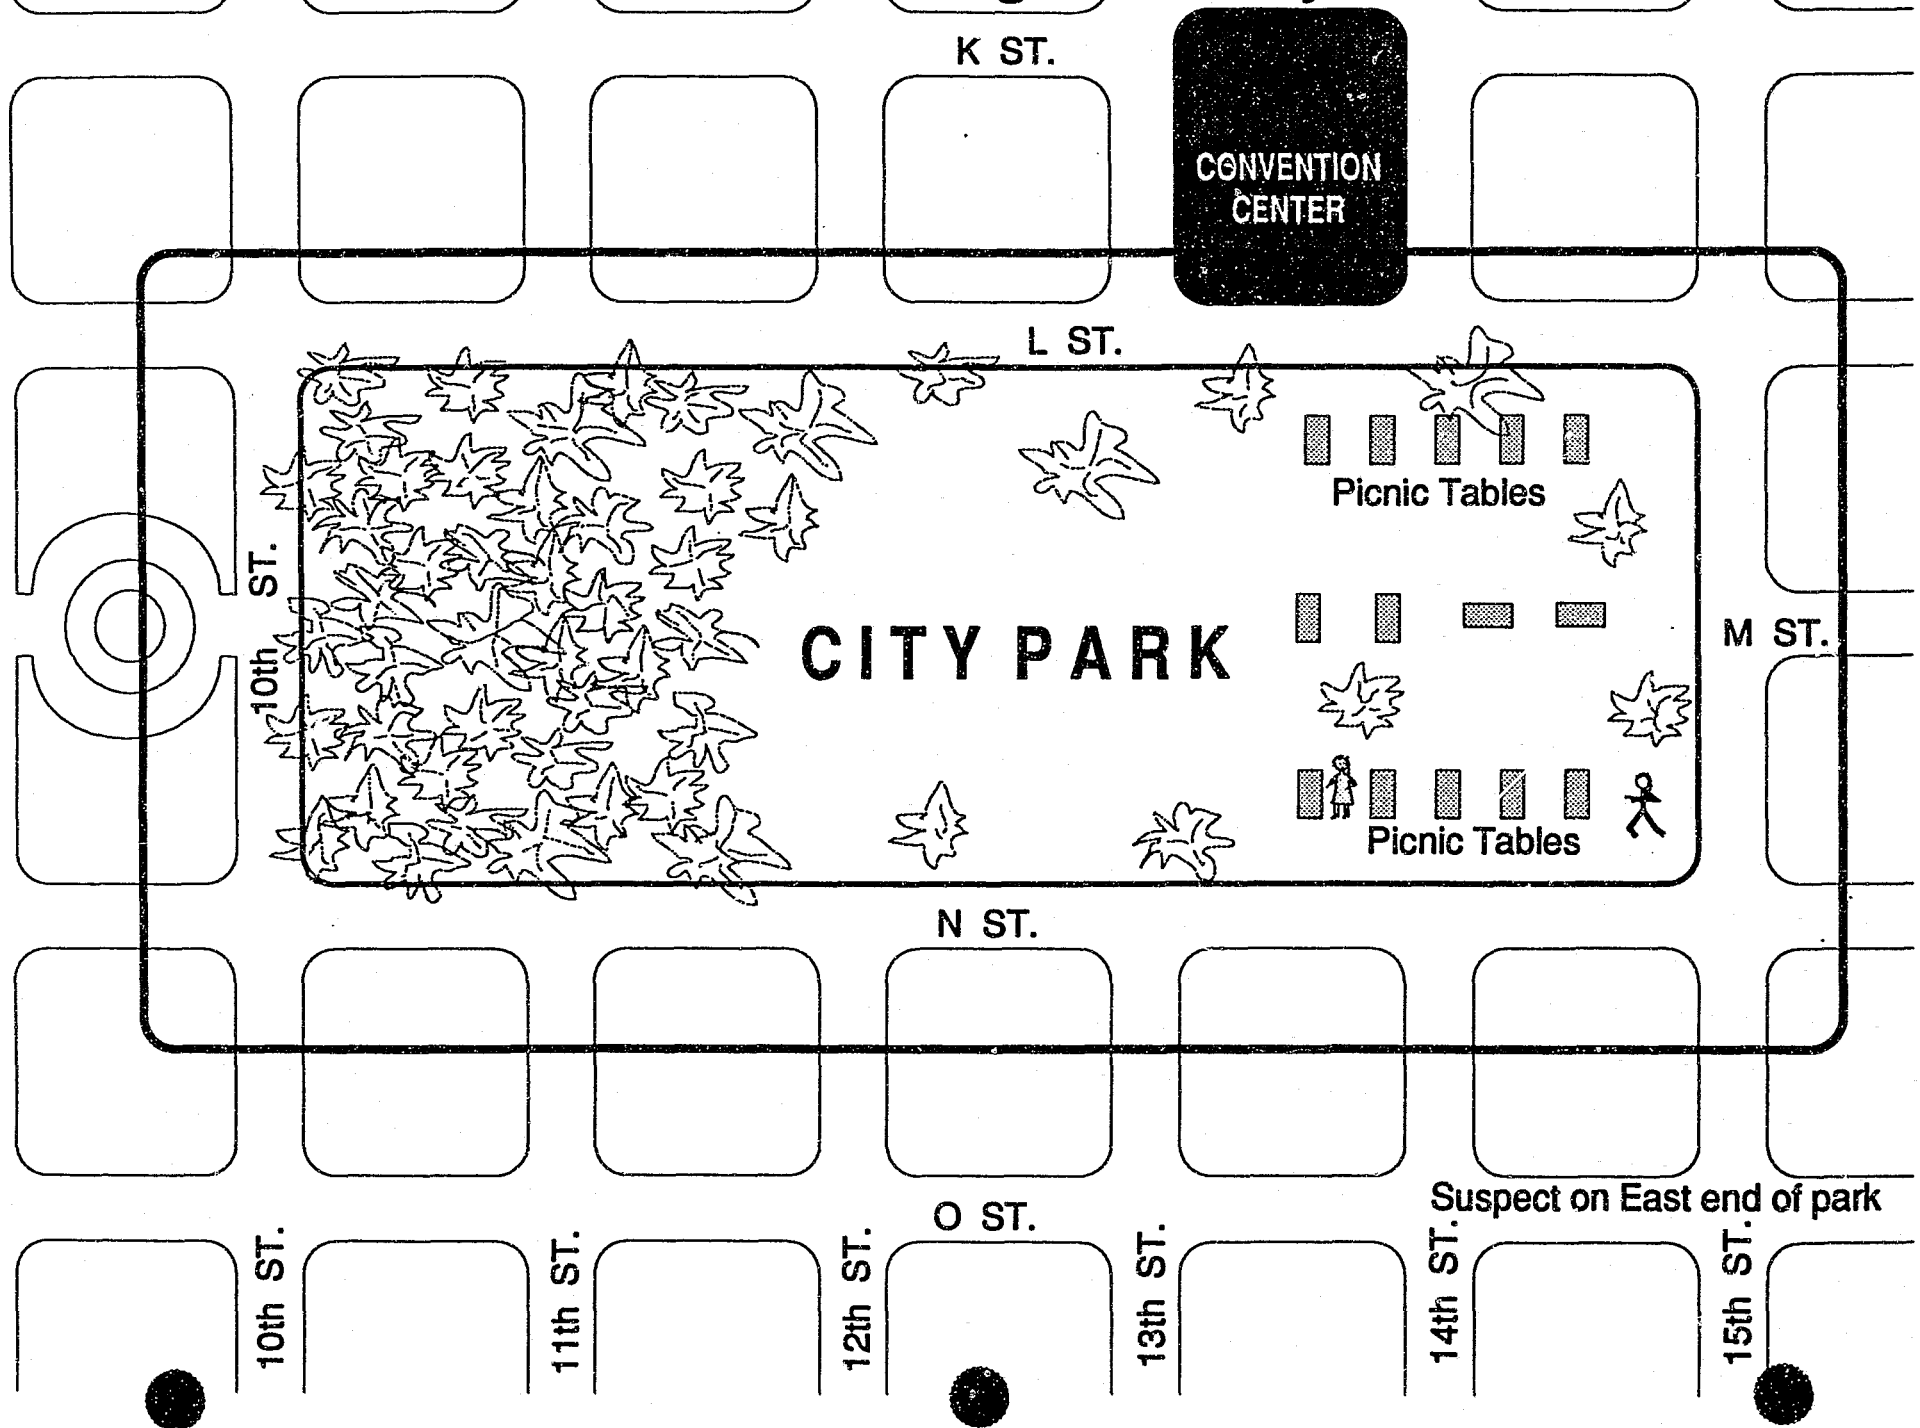 K ST.
CONVENTION
CENTER
L ST.
Picnic Tables
10th ST.
CITY PARK
M ST.
Picnic Tables
N ST.
Suspect on East end of park
O ST.
10th ST.
11th ST.
12th ST.
13th ST.
14th ST.
15th ST.